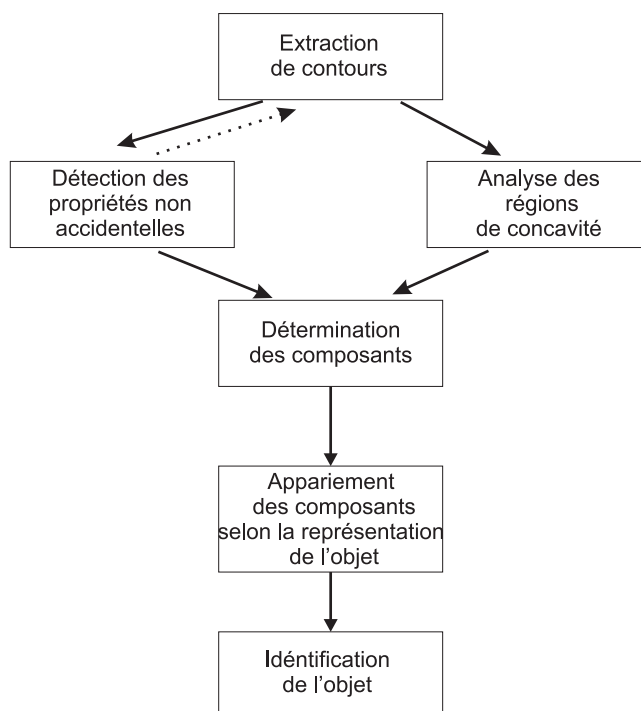 Extraction
de contours
Détection des
propriétés non
accidentelles
Analyse des
régions
de concavité
Détermination
des composants
Appariement
des composants
selon la représentation
de l’objet
Idéntification
de l’objet